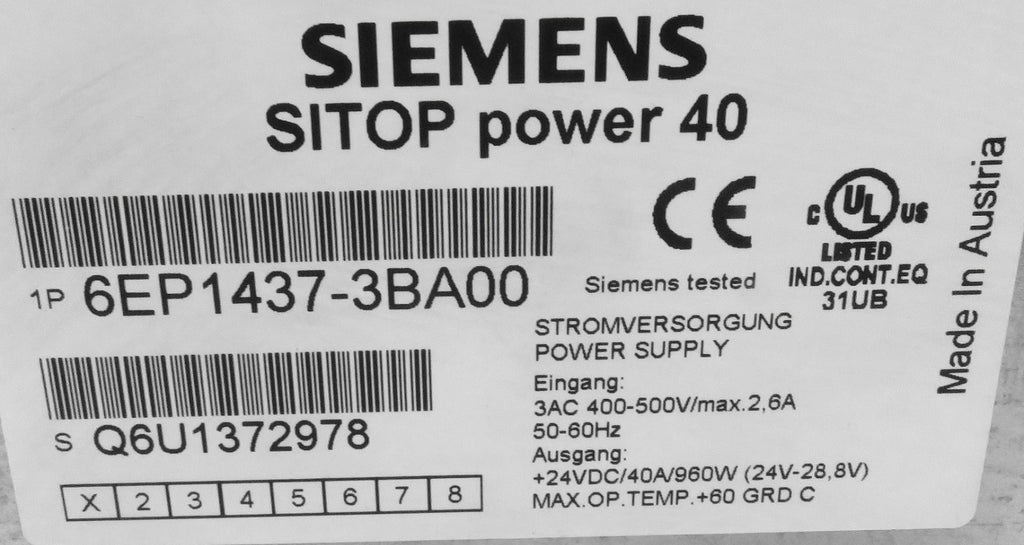 SIEMENS
SITOP power 40
1P 6EP1437-3BA00
S Q6U1372978
X 2 3 4 5 6 7 8
CE
Siemens tested
C UL US
LISTED
IND.CONT.EQ
31UB
STROMVERSORGUNG
POWER SUPPLY
Eingang:
3AC 400-500V/max.2,6A
50-60Hz
Ausgang:
+24VDC/40A/960W (24V-28,8V)
MAX.OP.TEMP.+60 GRD C
Made In Austria